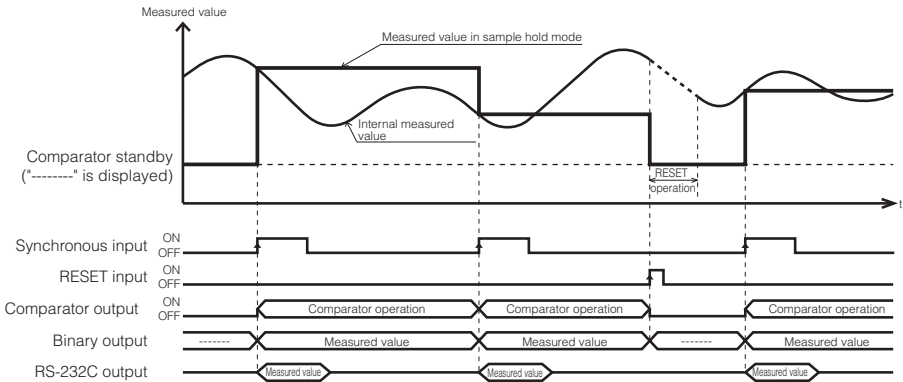 Measured value
Measured value in sample hold mode
Internal measured
value
Comparator standby
("--------" is displayed)
RESET
operation
t
Synchronous input ON
OFF
RESET input ON
OFF
Comparator output ON
OFF
Comparator operation Comparator operation Comparator operation
Binary output ------- Measured value Measured value ------- Measured value
RS-232C output Measured value Measured value Measured value